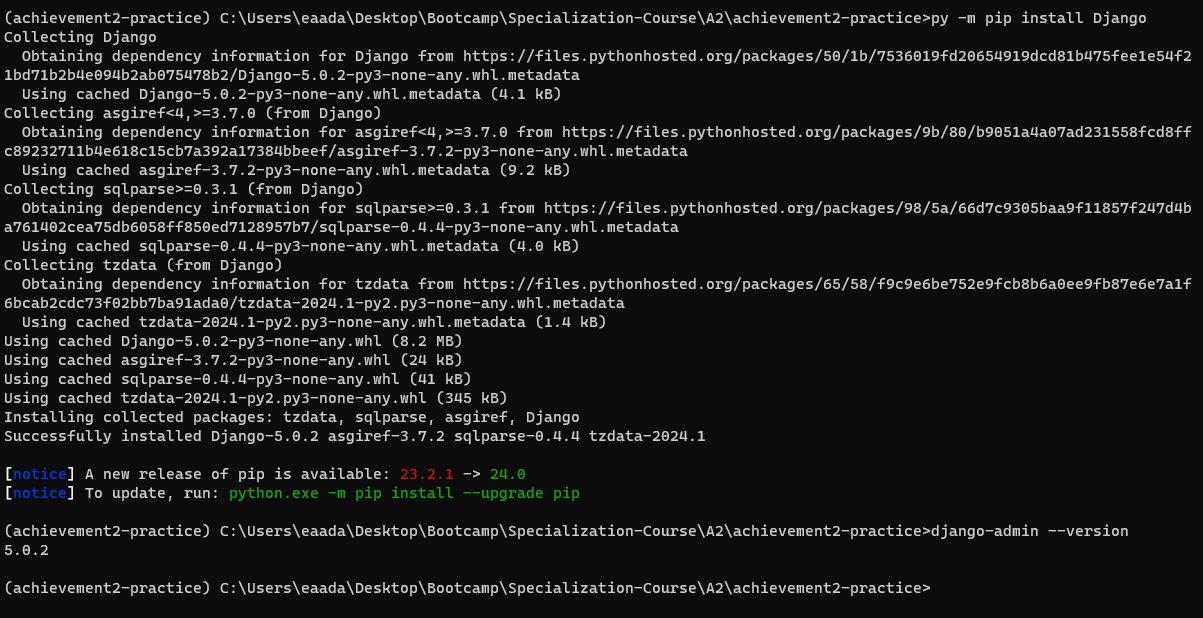 (achievement2-practice) C:\Users\eaada\Desktop\Bootcamp\Specialization-Course\A2\achievement2-practice>py -m pip install Django
Collecting Django
  Obtaining dependency information for Django from https://files.pythonhosted.org/packages/50/1b/7536019fd20654919dcd81b475fee1e54f2
1bd71b2b4e094b2ab075478b2/Django-5.0.2-py3-none-any.whl.metadata
  Using cached Django-5.0.2-py3-none-any.whl.metadata (4.1 kB)
Collecting asgiref<4,>=3.7.0 (from Django)
  Obtaining dependency information for asgiref<4,>=3.7.0 from https://files.pythonhosted.org/packages/9b/80/b9051a4a07ad231558fcd8ff
c89232711b4e618c15cb7a392a17384bbeef/asgiref-3.7.2-py3-none-any.whl.metadata
  Using cached asgiref-3.7.2-py3-none-any.whl.metadata (9.2 kB)
Collecting sqlparse>=0.3.1 (from Django)
  Obtaining dependency information for sqlparse>=0.3.1 from https://files.pythonhosted.org/packages/98/5a/66d7c9305baa9f11857f247d4b
a761402cea75db6058ff850ed7128957b7/sqlparse-0.4.4-py3-none-any.whl.metadata
  Using cached sqlparse-0.4.4-py3-none-any.whl.metadata (4.0 kB)
Collecting tzdata (from Django)
  Obtaining dependency information for tzdata from https://files.pythonhosted.org/packages/65/58/f9c9e6be752e9fcb8b6a0ee9fb87e6e7a1f
6bcab2cdc73f02bb7ba91ada0/tzdata-2024.1-py2.py3-none-any.whl.metadata
  Using cached tzdata-2024.1-py2.py3-none-any.whl.metadata (1.4 kB)
Using cached Django-5.0.2-py3-none-any.whl (8.2 MB)
Using cached asgiref-3.7.2-py3-none-any.whl (24 kB)
Using cached sqlparse-0.4.4-py3-none-any.whl (41 kB)
Using cached tzdata-2024.1-py2.py3-none-any.whl (345 kB)
Installing collected packages: tzdata, sqlparse, asgiref, Django
Successfully installed Django-5.0.2 asgiref-3.7.2 sqlparse-0.4.4 tzdata-2024.1

[notice] A new release of pip is available: 23.2.1 -> 24.0
[notice] To update, run: python.exe -m pip install --upgrade pip

(achievement2-practice) C:\Users\eaada\Desktop\Bootcamp\Specialization-Course\A2\achievement2-practice>django-admin --version
5.0.2

(achievement2-practice) C:\Users\eaada\Desktop\Bootcamp\Specialization-Course\A2\achievement2-practice>